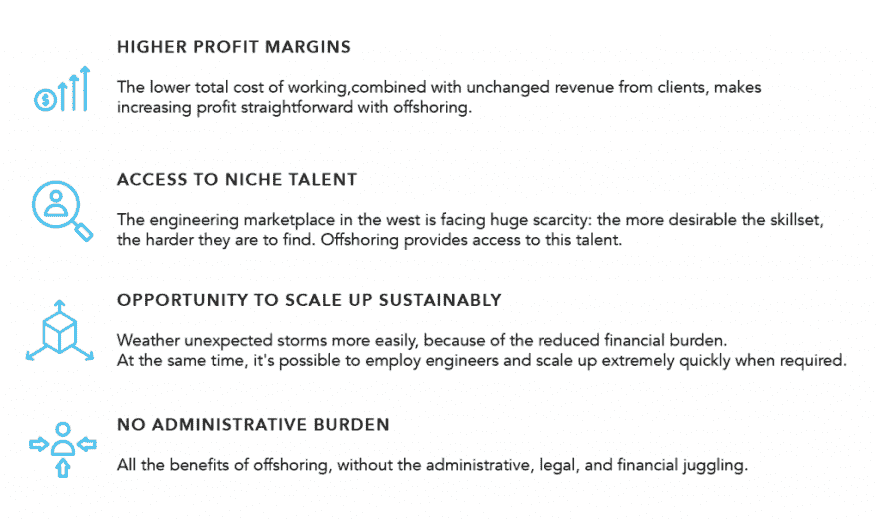 HIGHER PROFIT MARGINS
The lower total cost of working,combined with unchanged revenue from clients, makes
increasing profit straightforward with offshoring.
$
ACCESS TO NICHE TALENT
The engineering marketplace in the west is facing huge scarcity: the more desirable the skillset,
the harder they are to find. Offshoring provides access to this talent.
OPPORTUNITY TO SCALE UP SUSTAINABLY
Weather unexpected storms more easily, because of the reduced financial burden.
At the same time, it's possible to employ engineers and scale up extremely quickly when required.
NO ADMINISTRATIVE BURDEN
All the benefits of offshoring, without the administrative, legal, and financial juggling.